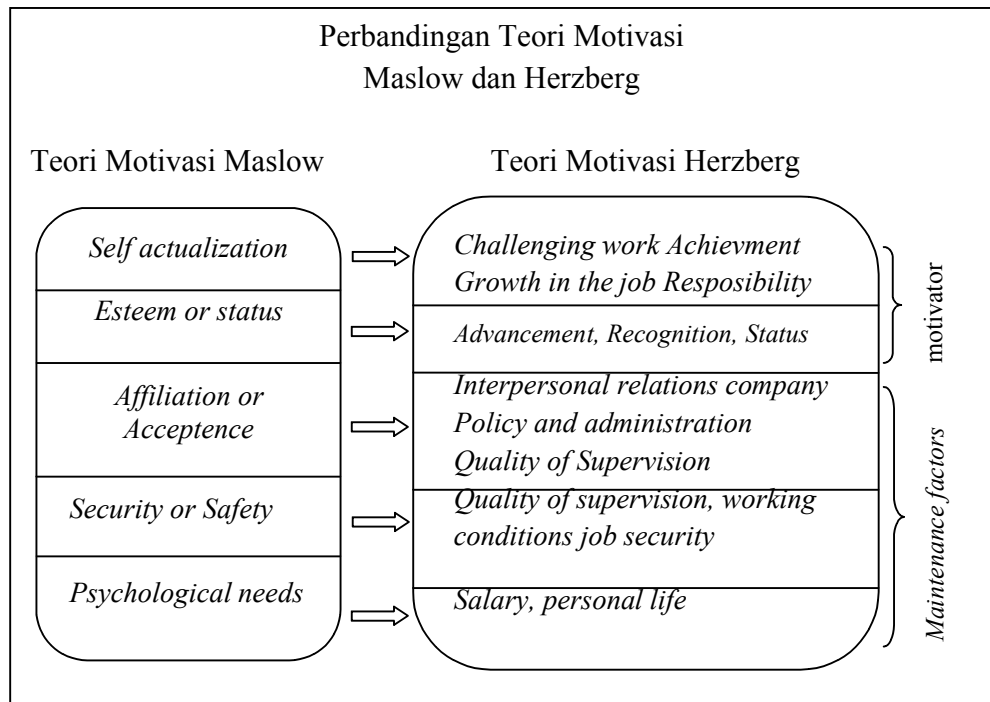 Perbandingan Teori Motivasi
Maslow dan Herzberg
Teori Motivasi Maslow
Teori Motivasi Herzberg
Self actualization
Esteem or status
Affiliation or
Acceptence
Security or Safety
Psychological needs
Challenging work Achievment
Growth in the job Resposibility
Advancement, Recognition, Status
Interpersonal relations company
Policy and administration
Quality of Supervision
Quality of supervision, working
conditions job security
Salary, personal life
motivator
Maintenance factors